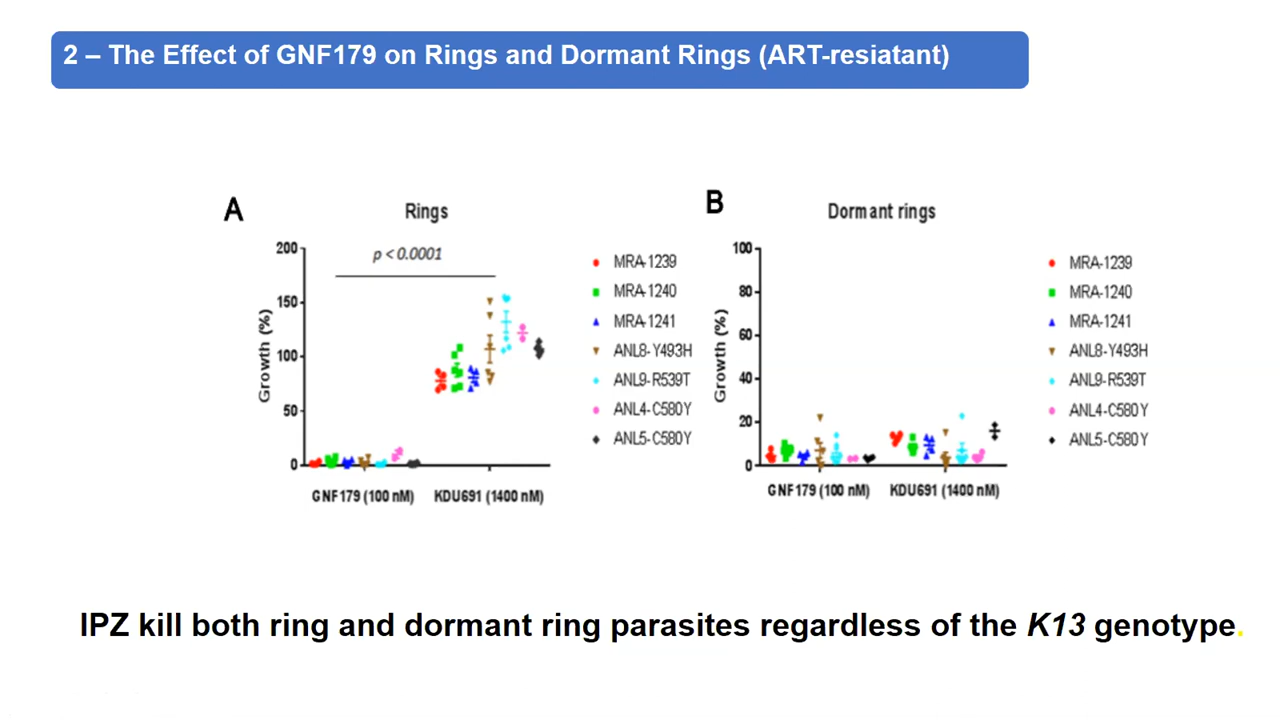 2 – The Effect of GNF179 on Rings and Dormant Rings (ART-resiatant)
A
Rings
p < 0.0001
200
150
100
50
0
Growth (%)
GNF179 (100 nM)
KDU691 (1400 nM)
MRA-1239
MRA-1240
MRA-1241
ANL8-Y493H
ANL9-R539T
ANL4-C580Y
ANL5-C580Y
B
Dormant rings
100
80
60
40
20
0
Growth (%)
GNF179 (100 nM)
KDU691 (1400 nM)
MRA-1239
MRA-1240
MRA-1241
ANL8-Y493H
ANL9-R539T
ANL4-C580Y
ANL5-C580Y
IPZ kill both ring and dormant ring parasites regardless of the K13 genotype.